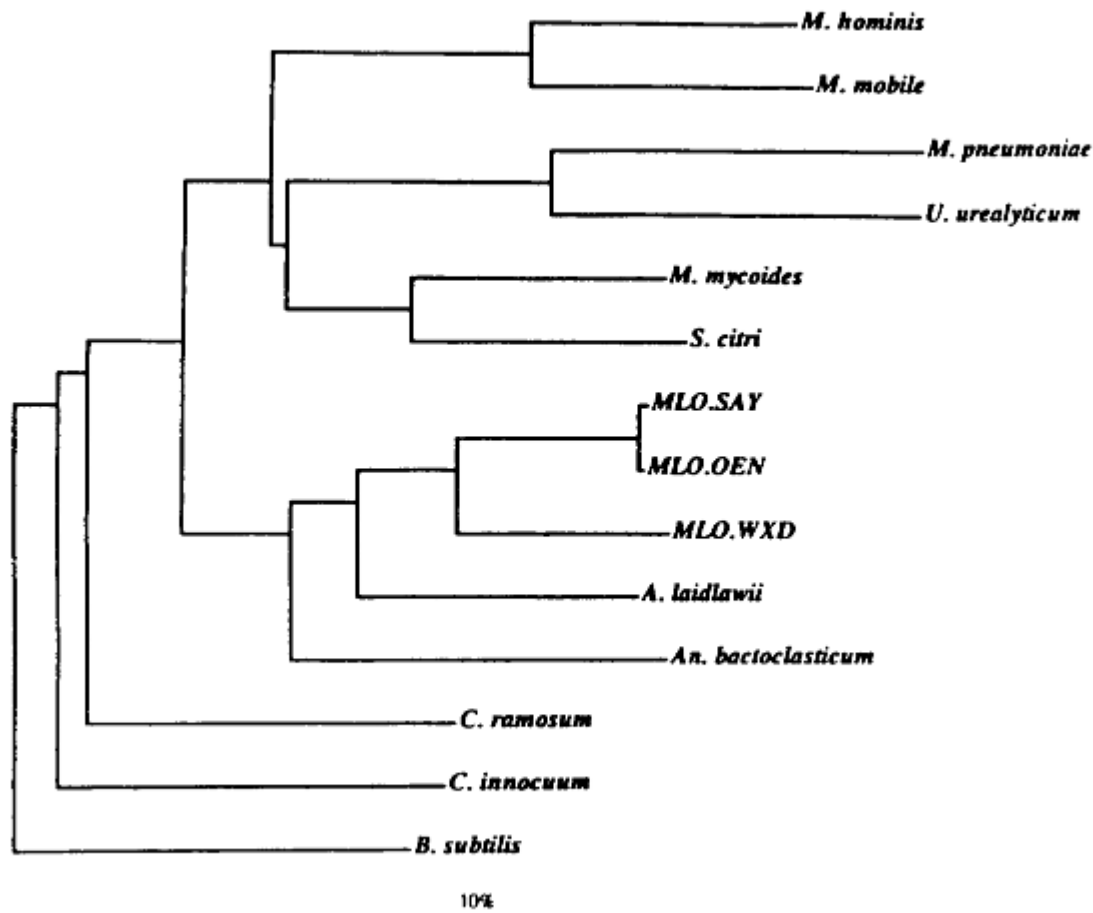 M. hominis
M. mobile
M. pneumoniae
U. urealyticum
M. mycoides
S. citri
MLO.SAY
MLO.OEN
MLO.WXD
A. laidlawii
An. bactoclasticum
C. ramosum
C. innocuum
B. subtilis
10%